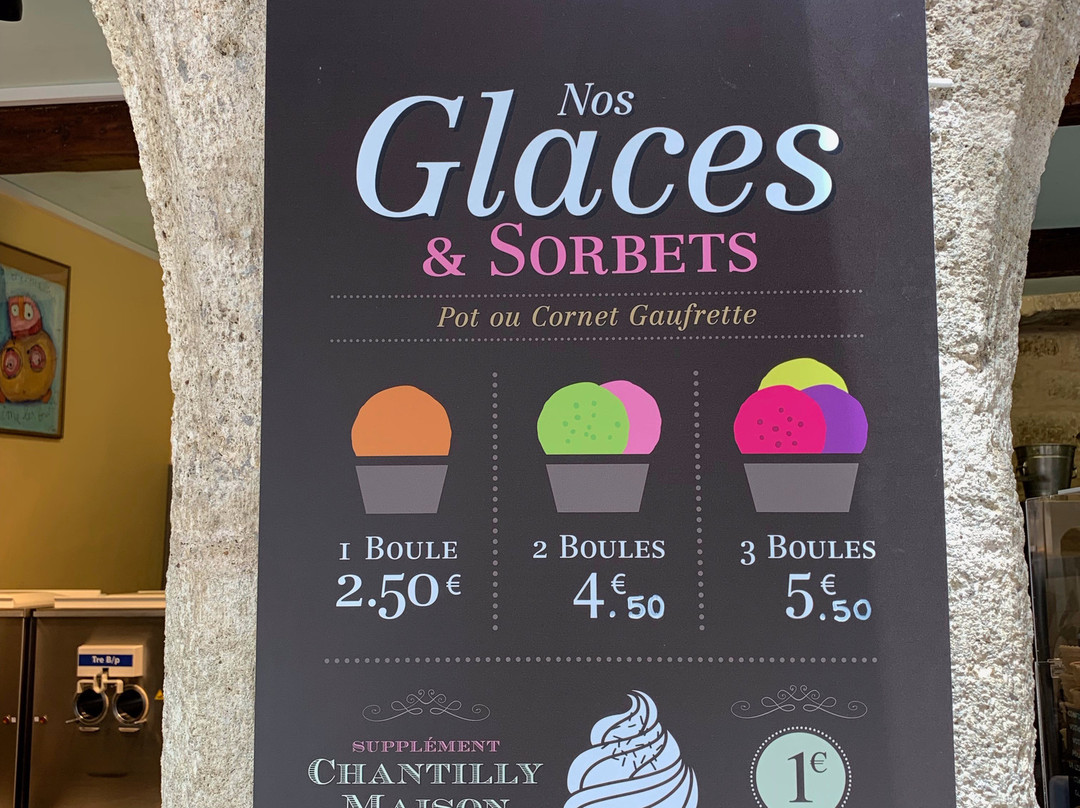 Nos
Glaces
& SORBETS
Pot ou Cornet Gaufrette
1 BOULE
2.50€
2 BOULES
4€.50
3 BOULES
5€.50
SUPPLÉMENT
CHANTILLY
MAISON
1€
Tre B/p